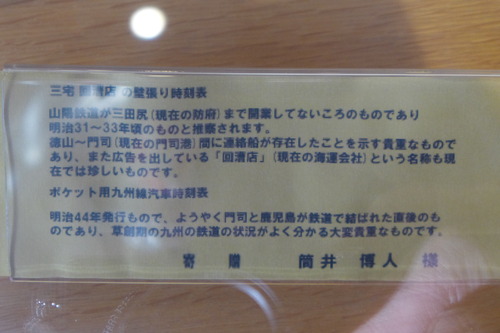 三宅 回漕店 の壁張り時刻表
山陽鉄道が三田尻(現在の防府)まで開業してないころのものであり
明治31～33年頃のものと推察されます。
徳山～門司(現在の門司港)間に連絡船が存在したことを示す貴重なもので
あり、また広告を出している「回漕店」(現在の海運会社)という名称も現
在では珍しいものです。
ポケット用九州線汽車時刻表
明治44年発行もので、ようやく門司と鹿児島が鉄道で結ばれた直後のも
のであり、草創期の九州の鉄道の状況がよく分かる大変貴重なものです。
寄 贈 筒井 博人 様